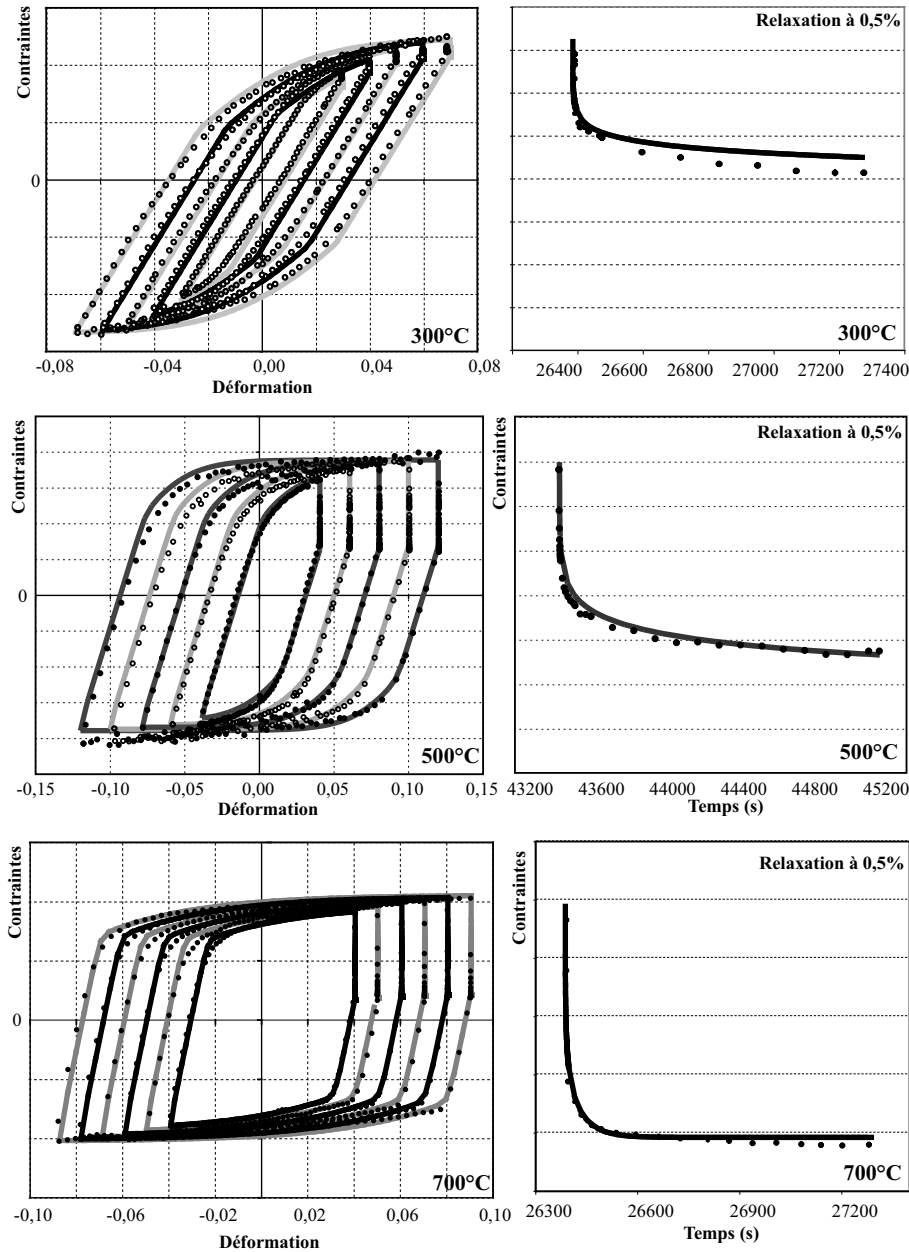 Contraintes
0
300°C
-0,08
-0,04
0,00
0,04
0,08
Déformation
Relaxation à 0,5%
300°C
26400
26600
26800
27000
27200
27400
Contraintes
0
500°C
-0,15
-0,10
-0,05
0,00
0,05
0,10
0,15
Déformation
Contraintes
Relaxation à 0,5%
500°C
43200
43600
44000
44400
44800
45200
Temps (s)
Contraintes
0
700°C
-0,10
-0,06
-0,02
0,02
0,06
0,10
Déformation
Contraintes
Relaxation à 0,5%
700°C
26300
26600
26900
27200
Temps (s)